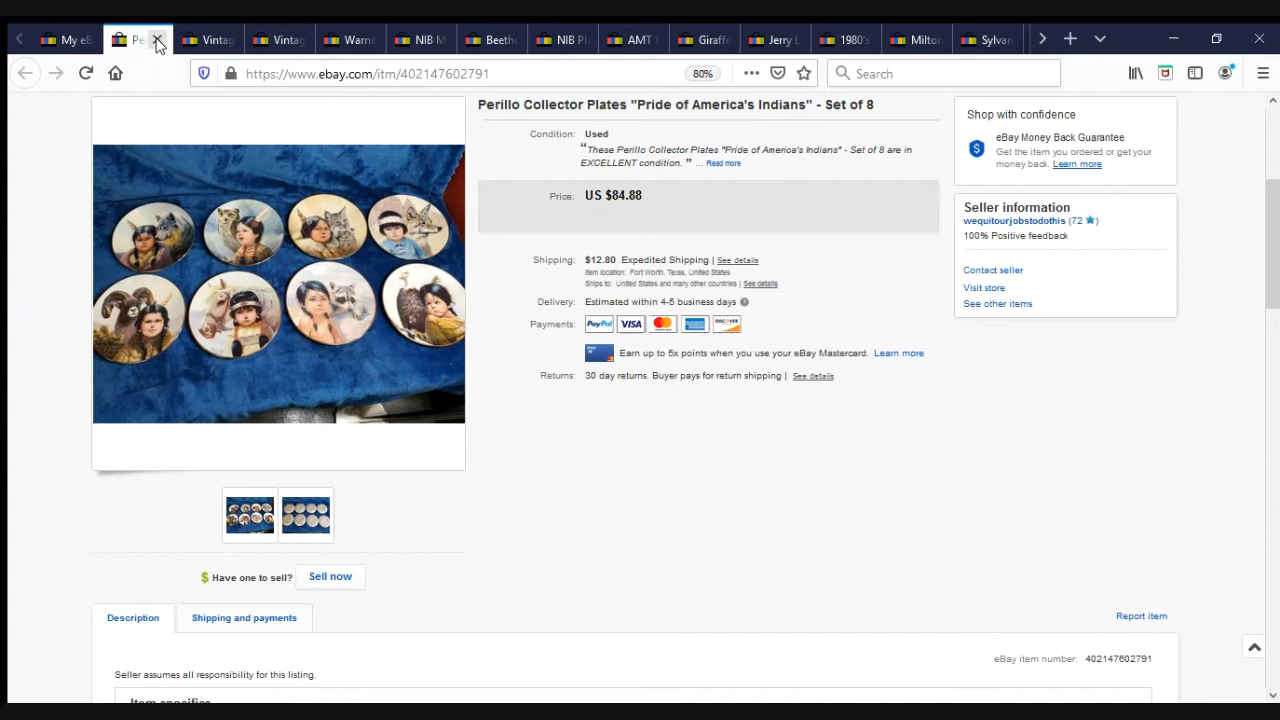 My eB
Pe
Vintag
Vintag
Warne
NIB M
Beeth
NIB Pl
AMT
Giraffe
Jerry L
1980's
Milton
Sylvan
https://www.ebay.com/itm/402147602791
80%
Search
Perillo Collector Plates "Pride of America's Indians" - Set of 8
Condition: Used
"These Perillo Collector Plates "Pride of America's Indians" - Set of 8 are in
EXCELLENT condition. " ... Read more
Price: US $84.88
Shipping: $12.80 Expedited Shipping | See details
Item location: Fort Worth, Texas, United States
Ships to: United States and many other countries | See details
Delivery: Estimated within 4-6 business days
Payments: PayPal VISA DISCOVER
Earn up to 5x points when you use your eBay Mastercard. Learn more
Returns: 30 day returns. Buyer pays for return shipping | See details
Shop with confidence
eBay Money Back Guarantee
Get the item you ordered or get your
money back. Learn more
Seller information
wequitourjobstodothis (72)
100% Positive feedback
Contact seller
Visit store
See other items
$ Have one to sell? Sell now
Description
Shipping and payments
Report item
eBay item number: 402147602791
Seller assumes all responsibility for this listing.
Item specifics